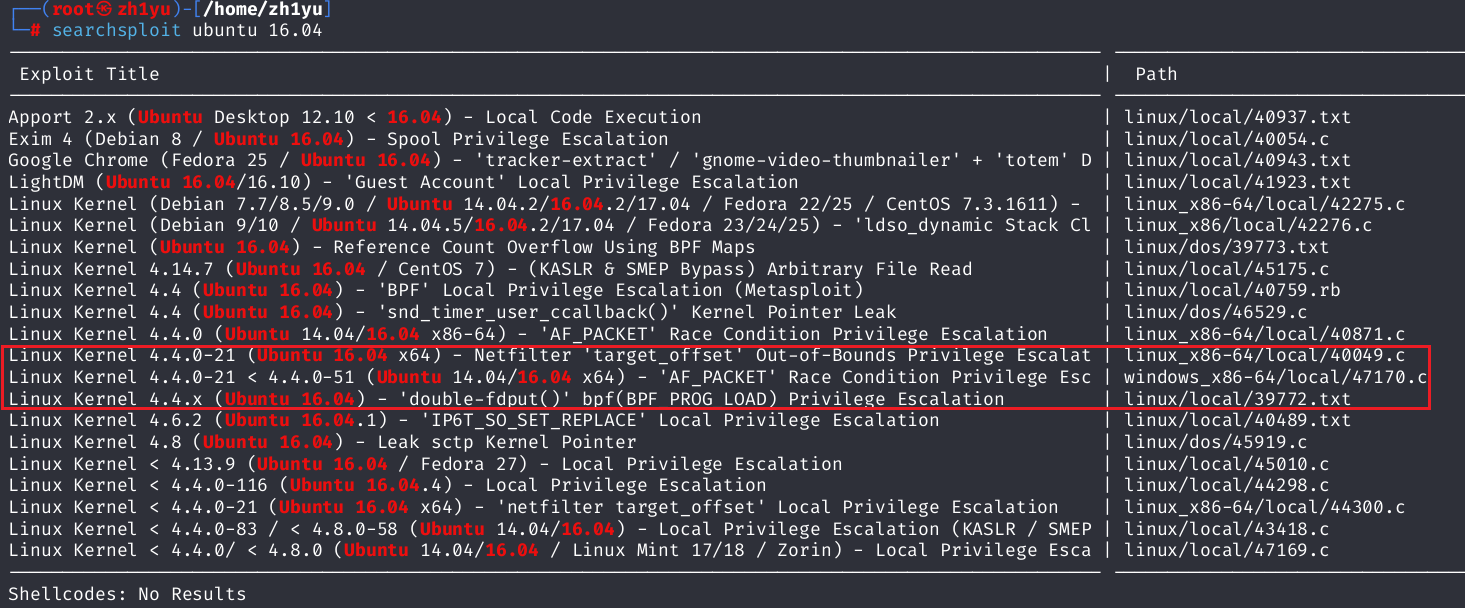 ┌──(root㉿zh1yu)-[/home/zh1yu]
└─# searchsploit ubuntu 16.04
Exploit Title | Path
Apport 2.x (Ubuntu Desktop 12.10 < 16.04) - Local Code Execution | linux/local/40937.txt
Exim 4 (Debian 8 / Ubuntu 16.04) - Spool Privilege Escalation | linux/local/40054.c
Google Chrome (Fedora 25 / Ubuntu 16.04) - 'tracker-extract' / 'gnome-video-thumbnailer' + 'totem' D | linux/local/40943.txt
LightDM (Ubuntu 16.04/16.10) - 'Guest Account' Local Privilege Escalation | linux/local/41923.txt
Linux Kernel (Debian 7.7/8.5/9.0 / Ubuntu 14.04.2/16.04.2/17.04 / Fedora 22/25 / CentOS 7.3.1611) - | linux_x86-64/local/42275.c
Linux Kernel (Debian 9/10 / Ubuntu 14.04.5/16.04.2/17.04 / Fedora 23/24/25) - 'ldso_dynamic Stack Cl | linux_x86/local/42276.c
Linux Kernel (Ubuntu 16.04) - Reference Count Overflow Using BPF Maps | linux/dos/39773.txt
Linux Kernel 4.14.7 (Ubuntu 16.04 / CentOS 7) - (KASLR & SMEP Bypass) Arbitrary File Read | linux/local/45175.c
Linux Kernel 4.4 (Ubuntu 16.04) - 'BPF' Local Privilege Escalation (Metasploit) | linux/local/40759.rb
Linux Kernel 4.4 (Ubuntu 16.04) - 'snd_timer_user_ccallback()' Kernel Pointer Leak | linux/dos/46529.c
Linux Kernel 4.4.0 (Ubuntu 14.04/16.04 x86-64) - 'AF_PACKET' Race Condition Privilege Escalation | linux_x86-64/local/40871.c
Linux Kernel 4.4.0-21 (Ubuntu 16.04 x64) - Netfilter 'target_offset' Out-of-Bounds Privilege Escalat | linux_x86-64/local/40049.c
Linux Kernel 4.4.0-21 < 4.4.0-51 (Ubuntu 14.04/16.04 x64) - 'AF_PACKET' Race Condition Privilege Esc | windows_x86-64/local/47170.c
Linux Kernel 4.4.x (Ubuntu 16.04) - 'double-fdput()' bpf(BPF_PROG_LOAD) Privilege Escalation | linux/local/39772.txt
Linux Kernel 4.6.2 (Ubuntu 16.04.1) - 'IP6T_SO_SET_REPLACE' Local Privilege Escalation | linux/local/40489.txt
Linux Kernel 4.8 (Ubuntu 16.04) - Leak sctp Kernel Pointer | linux/dos/45919.c
Linux Kernel < 4.13.9 (Ubuntu 16.04 / Fedora 27) - Local Privilege Escalation | linux/local/45010.c
Linux Kernel < 4.4.0-116 (Ubuntu 16.04.4) - Local Privilege Escalation | linux/local/44298.c
Linux Kernel < 4.4.0-21 (Ubuntu 16.04 x64) - 'netfilter target_offset' Local Privilege Escalation | linux_x86-64/local/44300.c
Linux Kernel < 4.4.0-83 / < 4.8.0-58 (Ubuntu 14.04/16.04) - Local Privilege Escalation (KASLR / SMEP | linux/local/43418.c
Linux Kernel < 4.4.0/ < 4.8.0 (Ubuntu 14.04/16.04 / Linux Mint 17/18 / Zorin) - Local Privilege Esca | linux/local/47169.c
Shellcodes: No Results